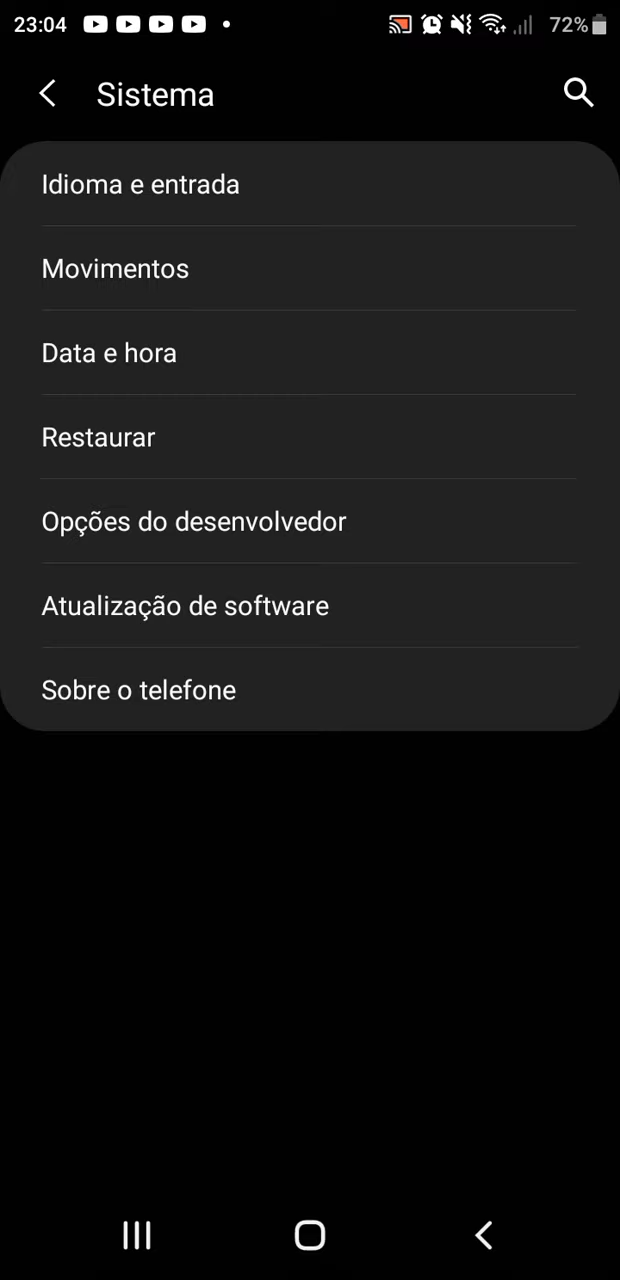 23:04 72%
Sistema
Idioma e entrada
Movimentos
Data e hora
Restaurar
Opções do desenvolvedor
Atualização de software
Sobre o telefone